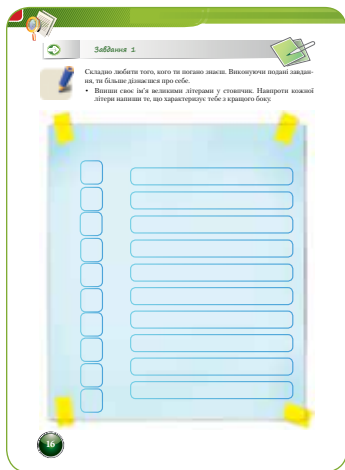 Завдання 1
Складно любити того, кого ти погано знаєш. Виконуючи подані завдан-
ня, ти більше дізнаєшся про себе.
• Впиши своє ім'я великими літерами у стовпчик. Навпроти кожної
літери напиши те, що характеризує тебе з кращого боку.
16